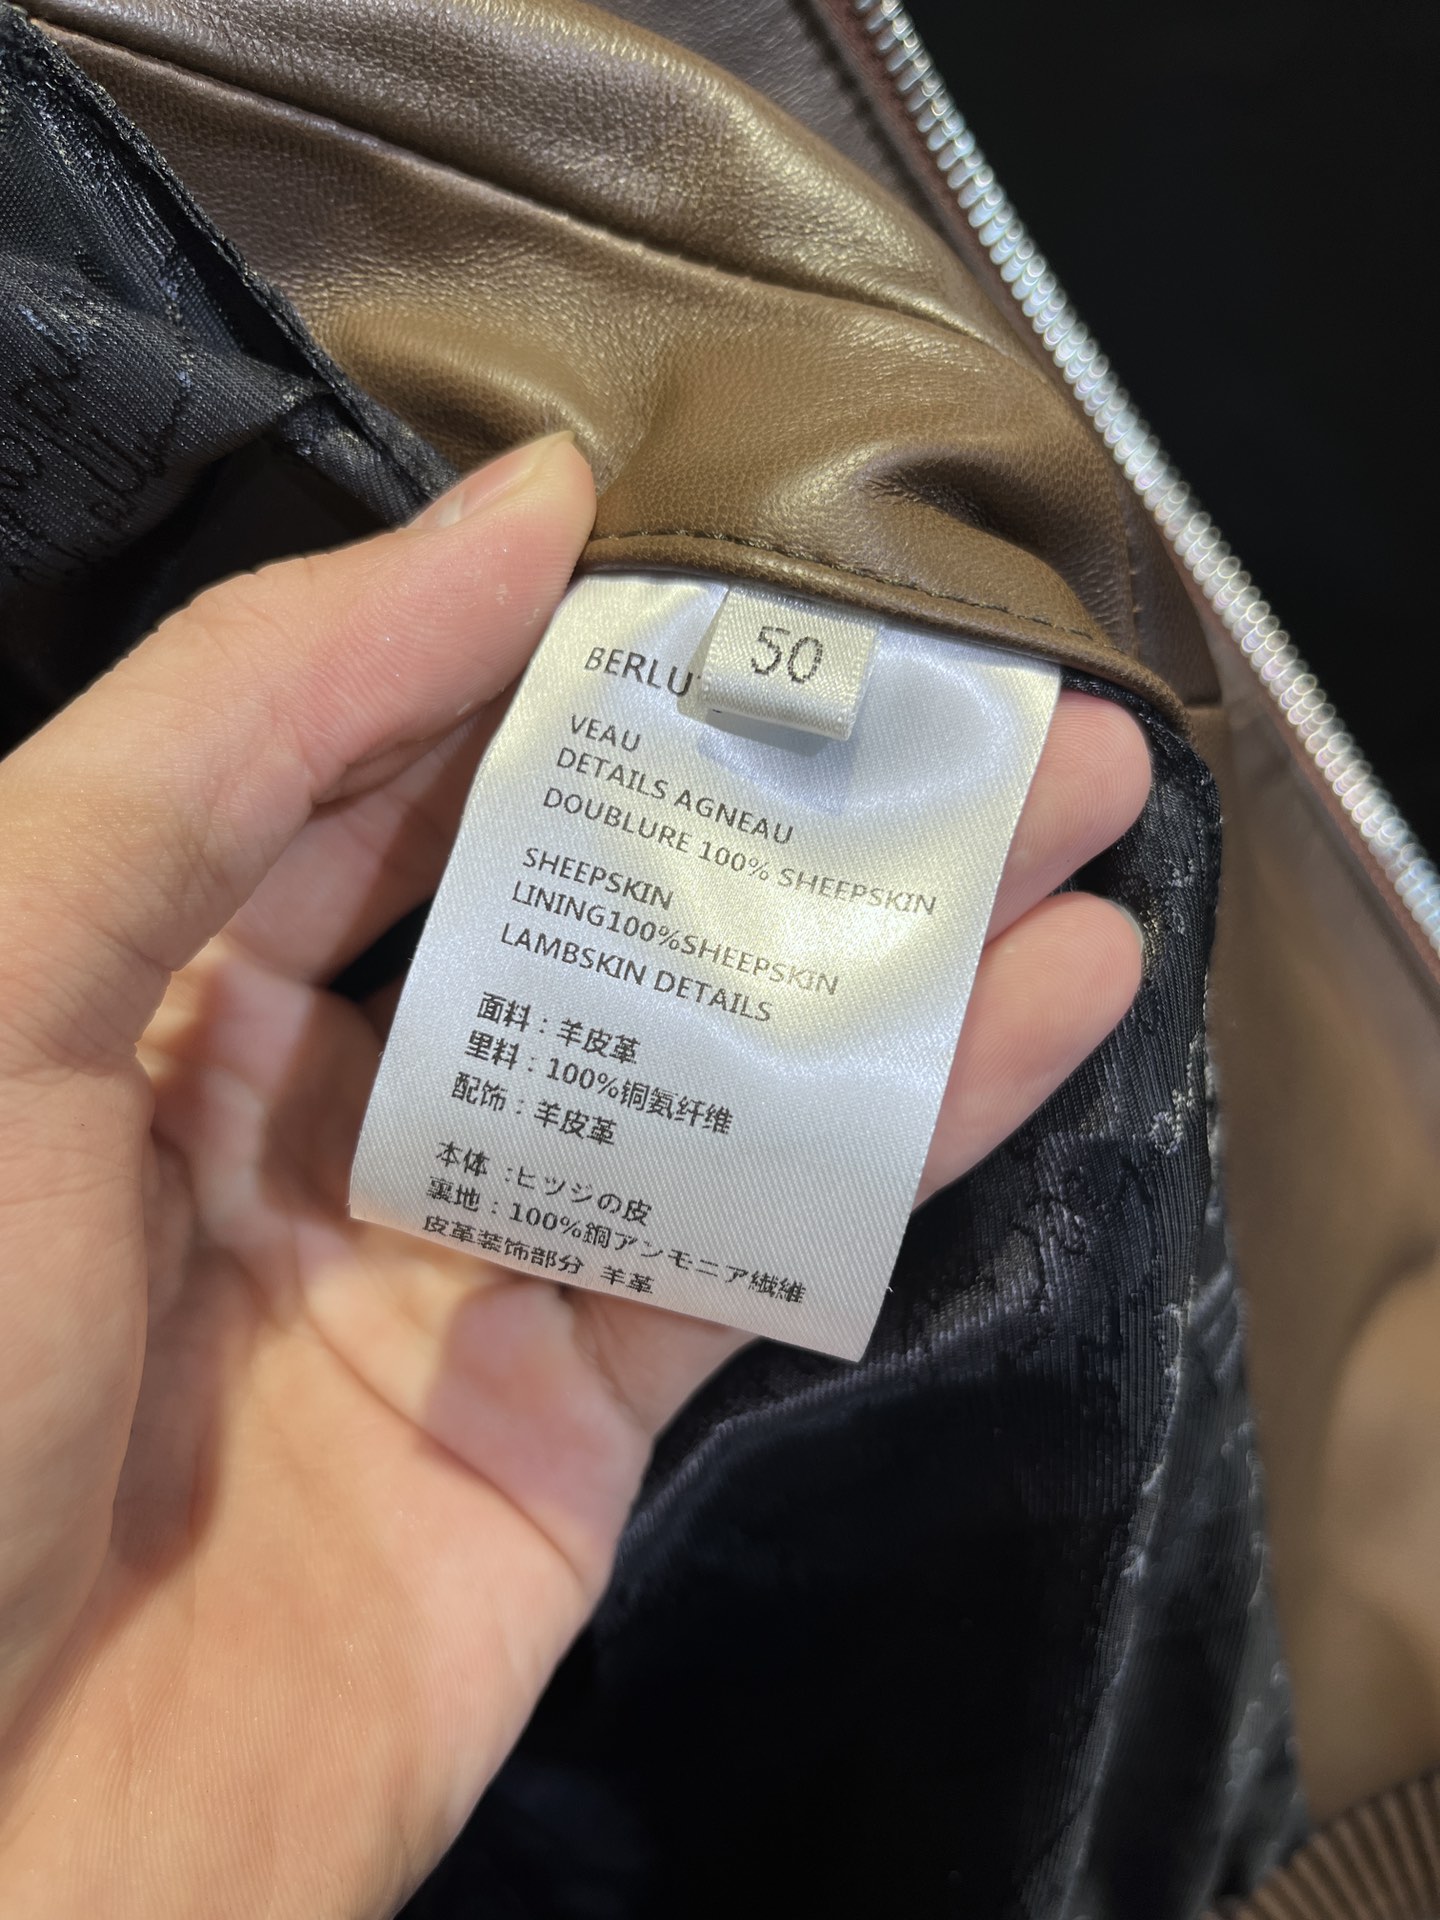 50
BERLU
VEAU
DETAILS AGNEAU
DOUBLURE 100% SHEEPSKIN
SHEEPSKIN
LINING100%SHEEPSKIN
LAMBSKIN DETAILS
面料：羊皮革
里料：100%铜氨纤维
配饰：羊皮革
本体 :ヒツジの皮
裏地：100%銅アンモニア繊維
皮革装饰部分 羊革